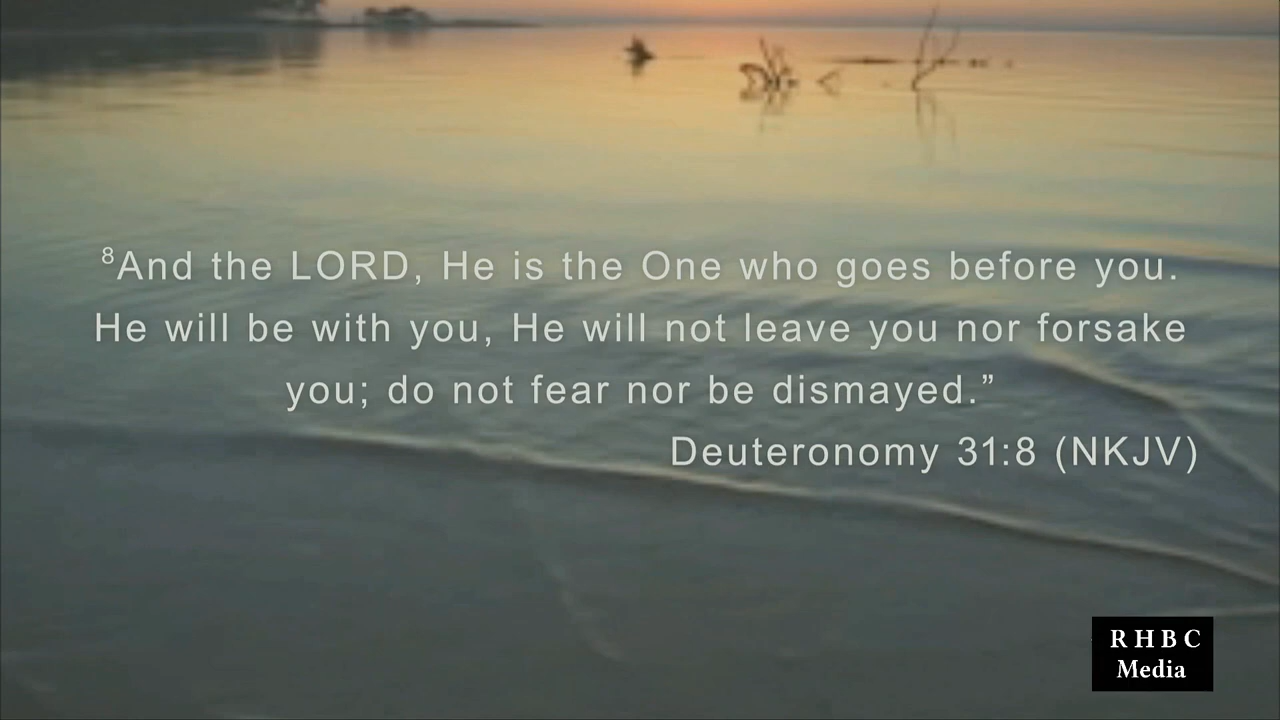 ⁸And the LORD, He is the One who goes before you.
He will be with you, He will not leave you nor forsake
you; do not fear nor be dismayed.”
Deuteronomy 31:8 (NKJV)
RHBC
Media